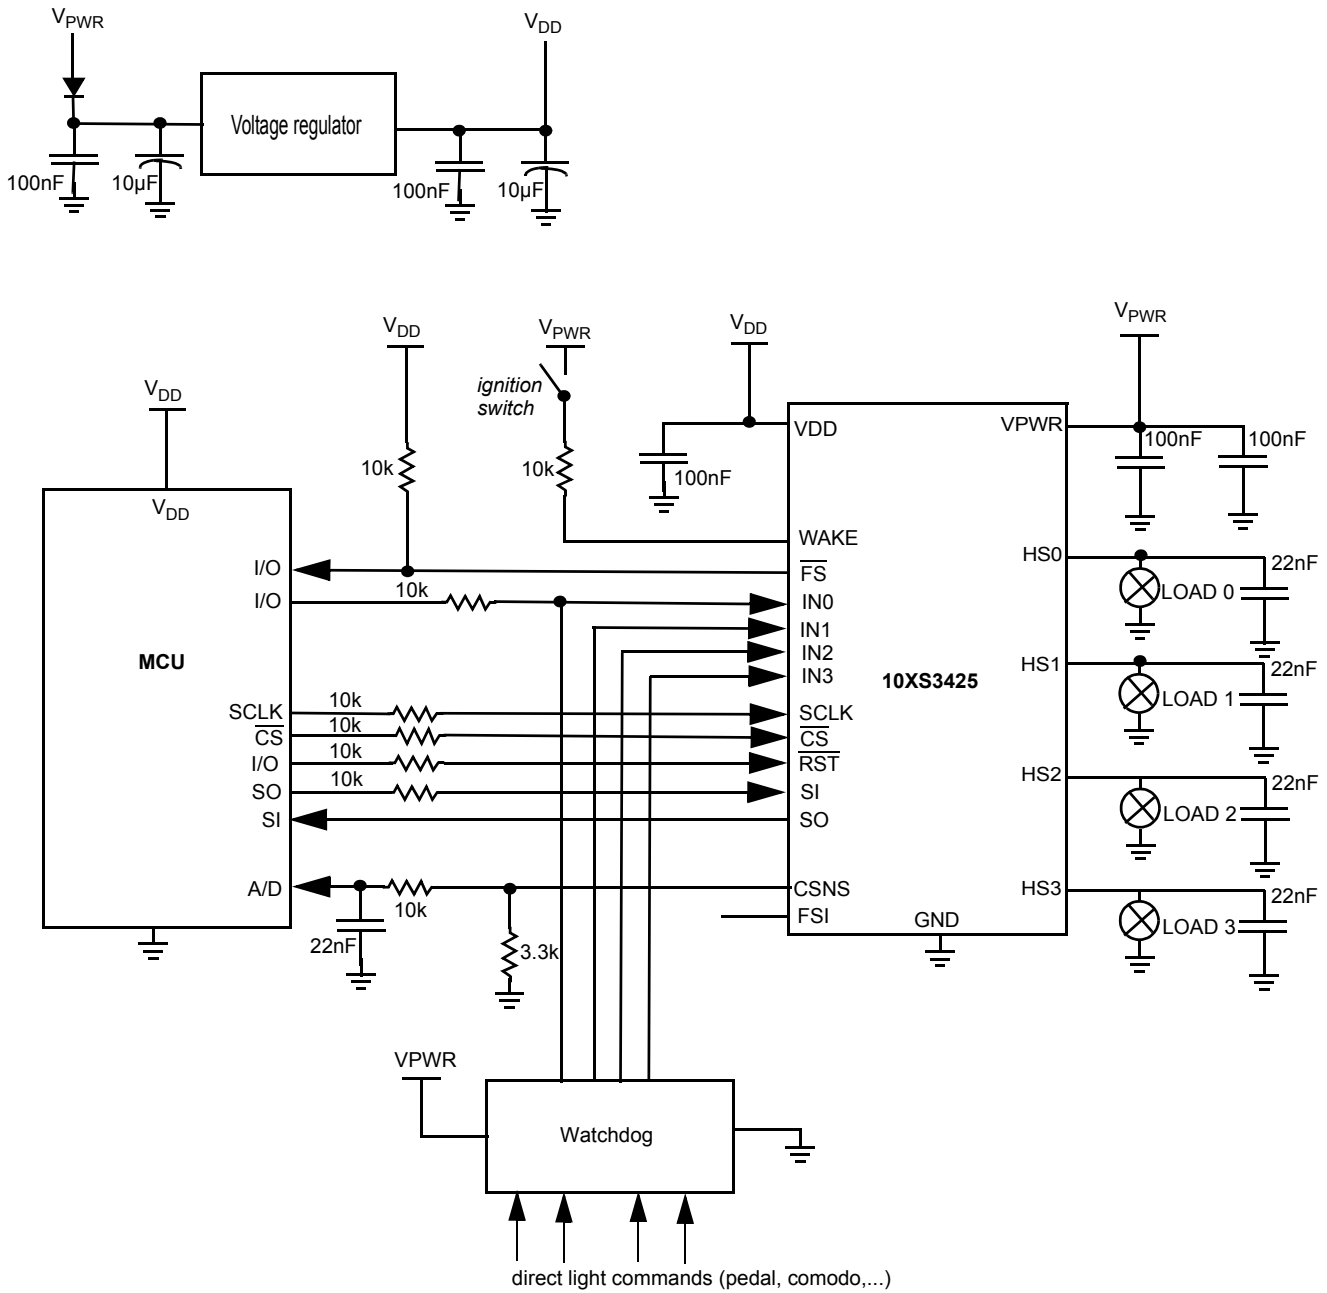 VPWR
VDD
Voltage regulator
100nF
10µF
100nF
10µF
VDD
VPWR
VDD
VPWR
VDD
ignition
switch
10k
10k
100nF
VDD
VPWR
100nF
100nF
VDD
WAKE
HS0
22nF
I/O
FS
10k
I/O
IN0
LOAD 0
IN1
MCU
IN2
HS1
22nF
IN3
10XS3425
10k
LOAD 1
SCLK
SCLK
10k
CS
CS
10k
I/O
RST
HS2
22nF
10k
SO
SI
LOAD 2
SI
SO
A/D
CSNS
HS3
22nF
10k
FSI
GND
LOAD 3
22nF
3.3k
VPWR
Watchdog
direct light commands (pedal, comodo,...)